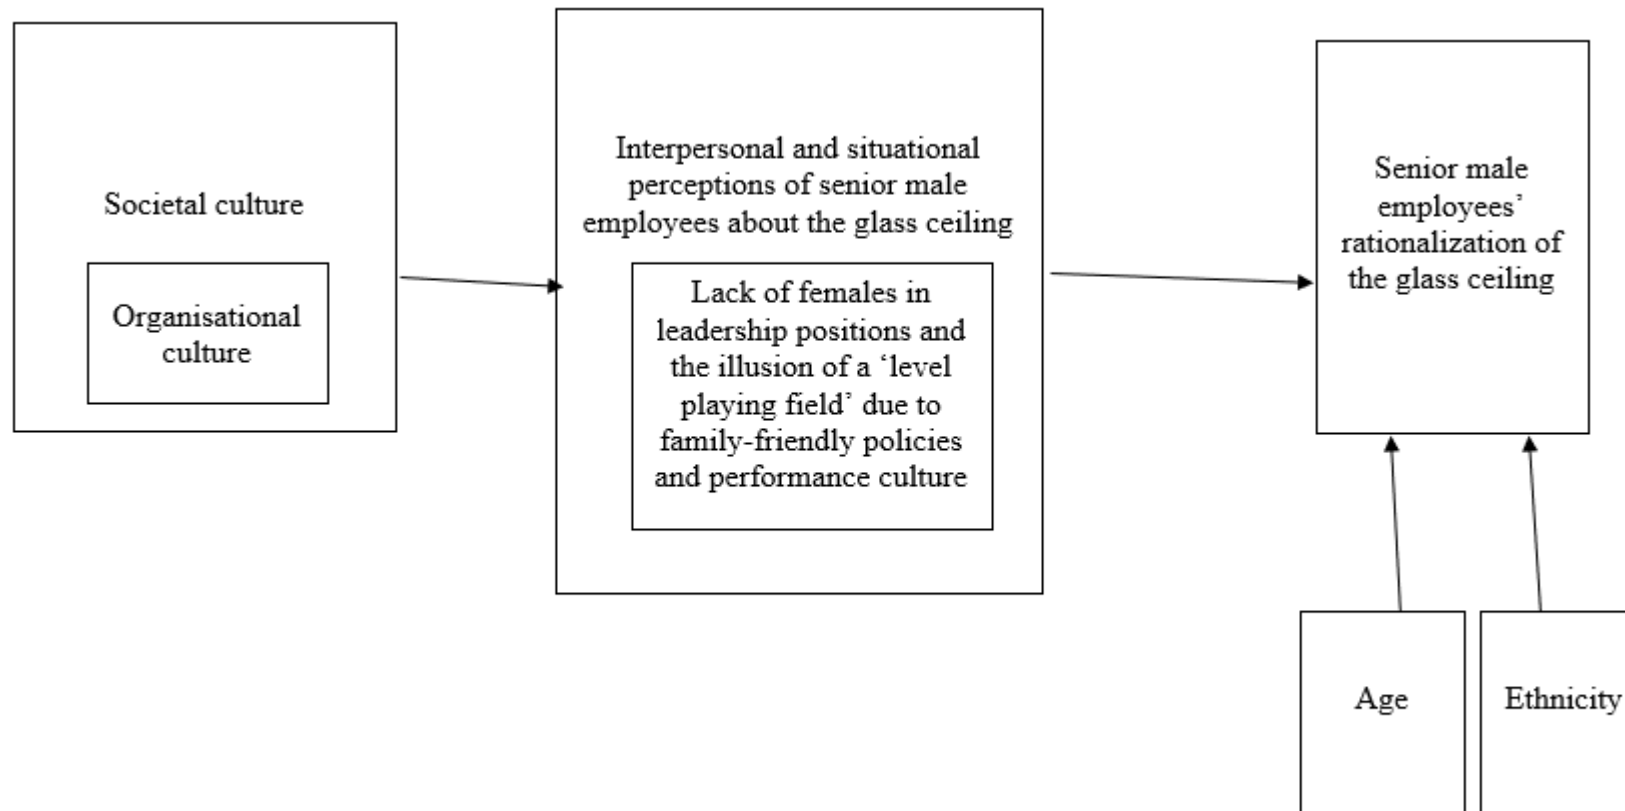 Societal culture
Organisational
culture
Interpersonal and situational
perceptions of senior male
employees about the glass ceiling
Lack of females in
leadership positions and
the illusion of a ‘level
playing field’ due to
family-friendly policies
and performance culture
Senior male
employees’
rationalization of
the glass ceiling
Age
Ethnicity